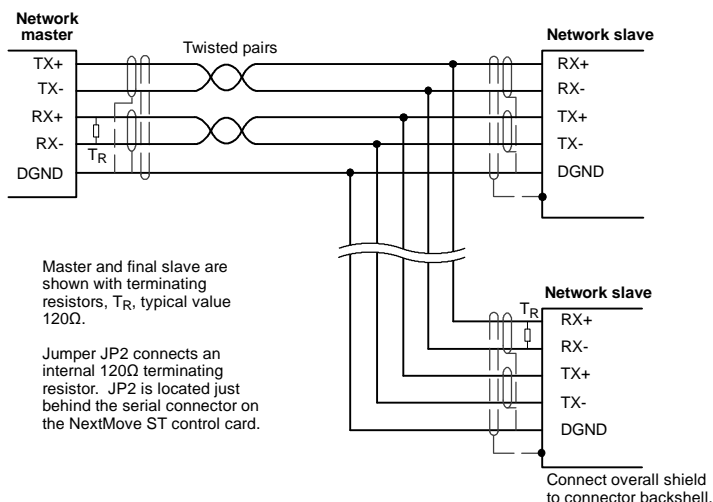 Network
master
Twisted pairs
Network slave
TX+
TX-
RX+
RX-
TR
DGND
RX+
RX-
TX+
TX-
DGND
Master and final slave are
shown with terminating
resistors, TR, typical value
120Ω.
Jumper JP2 connects an
internal 120Ω terminating
resistor. JP2 is located just
behind the serial connector on
the NextMove ST control card.
Network slave
TR
RX+
RX-
TX+
TX-
DGND
Connect overall shield
to connector backshell.